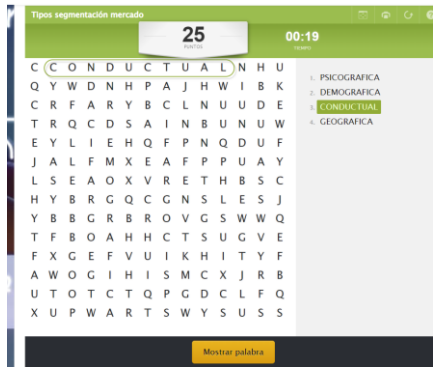 Tipos segmentación mercado
25
PUNTOS
00:19
TIEMPO
C C O N D U C T U A L N H U
Q Y W D N H P A J H W I B K
C R F A R Y B C L N U U D E
T R Q C D S A I N B U N U W
E Y L I E H Q F P N Q D U F
J A L F M X E A F P P U A Y
L S E A O X V R E T H B S C
H Y B R G Q C G N S L E S J
Y B B G R B R O V G S W W Q
T F B O A H H C T S U G V E
F X G E F V U I K H I T Y F
A W O G I H I S M C X J R B
U T O T C T Q P G D C L F Q
X U P W A R T S W Y S U S S
1. PSICOGRAFICA
2. DEMOGRAFICA
3. CONDUCTUAL
4. GEOGRAFICA
Mostrar palabra